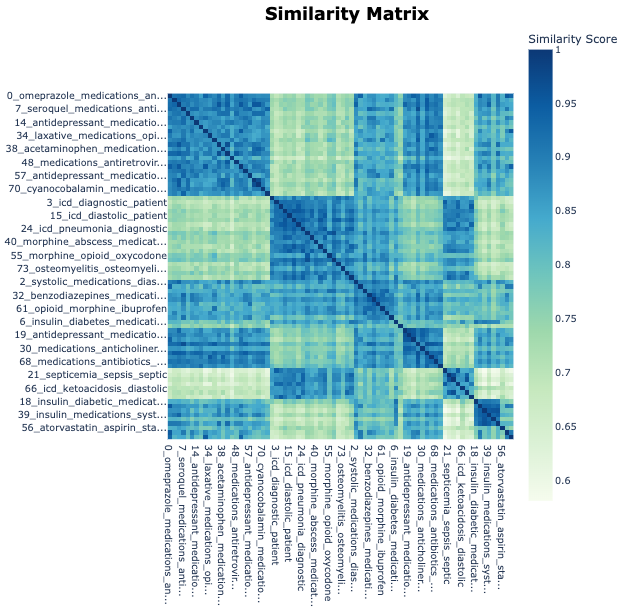 Similarity Matrix
Similarity Score
1
0.95
0.9
0.85
0.8
0.75
0.7
0.65
0.6
0_omeprazole_medications_an...
7_seroquel_medications_anti...
14_antidepressant_medicatio...
34_laxative_medications_opi...
38_acetaminophen_medication...
48_medications_antiretrovir...
57_antidepressant_medicatio...
70_cyanocobalamin_medicatio...
3_icd_diagnostic_patient
15_icd_diastolic_patient
24_icd_pneumonia_diagnostic
40_morphine_abscess_medicat...
55_morphine_opioid_oxycodone
73_osteomyelitis_osteomyeli...
2_systolic_medications_dias...
32_benzodiazepines_medicati...
61_opioid_morphine_ibuprofen
6_insulin_diabetes_medicati...
19_antidepressant_medicatio...
30_medications_anticholiner...
68_medications_antibiotics_...
21_septicemia_sepsis_septic
66_icd_ketoacidosis_diastolic
18_insulin_diabetic_medicat...
39_insulin_medications_syst...
56_atorvastatin_aspirin_sta...
0_omeprazole_medications_an...
7_seroquel_medications_anti...
14_antidepressant_medicatio...
34_laxative_medications_opi...
38_acetaminophen_medication...
48_medications_antiretrovir...
57_antidepressant_medicatio...
70_cyanocobalamin_medicatio...
3_icd_diagnostic_patient
15_icd_diastolic_patient
24_icd_pneumonia_diagnostic
40_morphine_abscess_medicat...
55_morphine_opioid_oxycodone
73_osteomyelitis_osteomyeli...
2_systolic_medications_dias...
32_benzodiazepines_medicati...
61_opioid_morphine_ibuprofen
6_insulin_diabetes_medicati...
19_antidepressant_medicatio...
30_medications_anticholiner...
68_medications_antibiotics_...
21_septicemia_sepsis_septic
66_icd_ketoacidosis_diastolic
18_insulin_diabetic_medicat...
39_insulin_medications_syst...
56_atorvastatin_aspirin_sta...